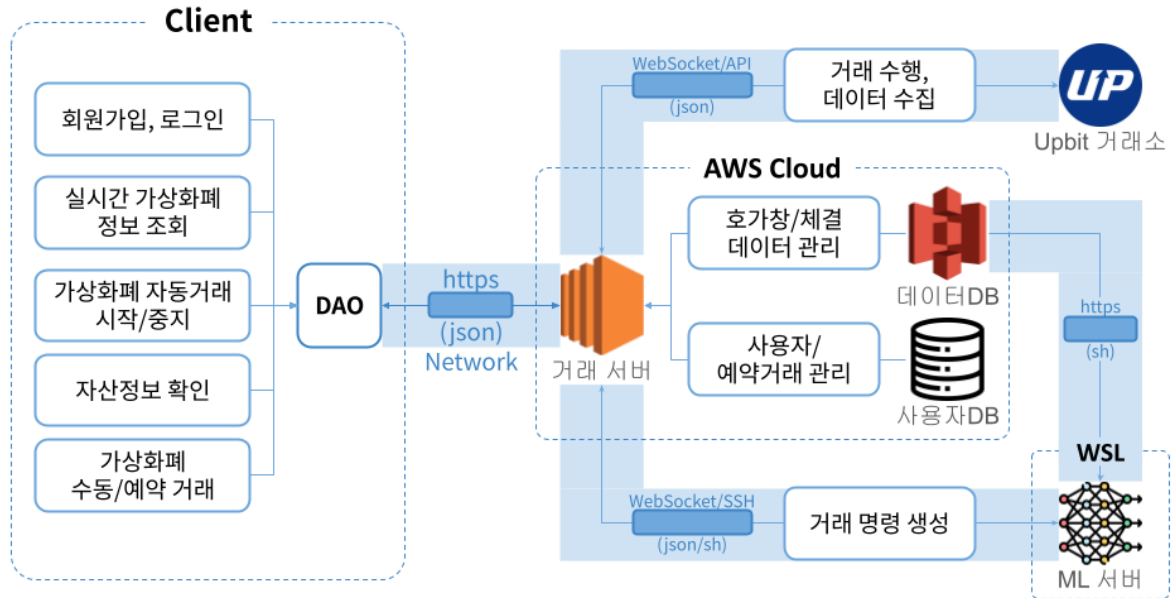 Client
회원가입, 로그인
실시간 가상화폐
정보 조회
가상화폐 자동거래
시작/중지
자산정보 확인
가상화폐
수동/예약 거래
DAO
https
(json)
Network
WebSocket/API
(json)
거래 수행,
데이터 수집
UP
Upbit 거래소
AWS Cloud
호가창/체결
데이터 관리
데이터DB
거래 서버
사용자/
예약거래 관리
사용자DB
https
(sh)
WebSocket/SSH
(json/sh)
거래 명령 생성
WSL
ML 서버